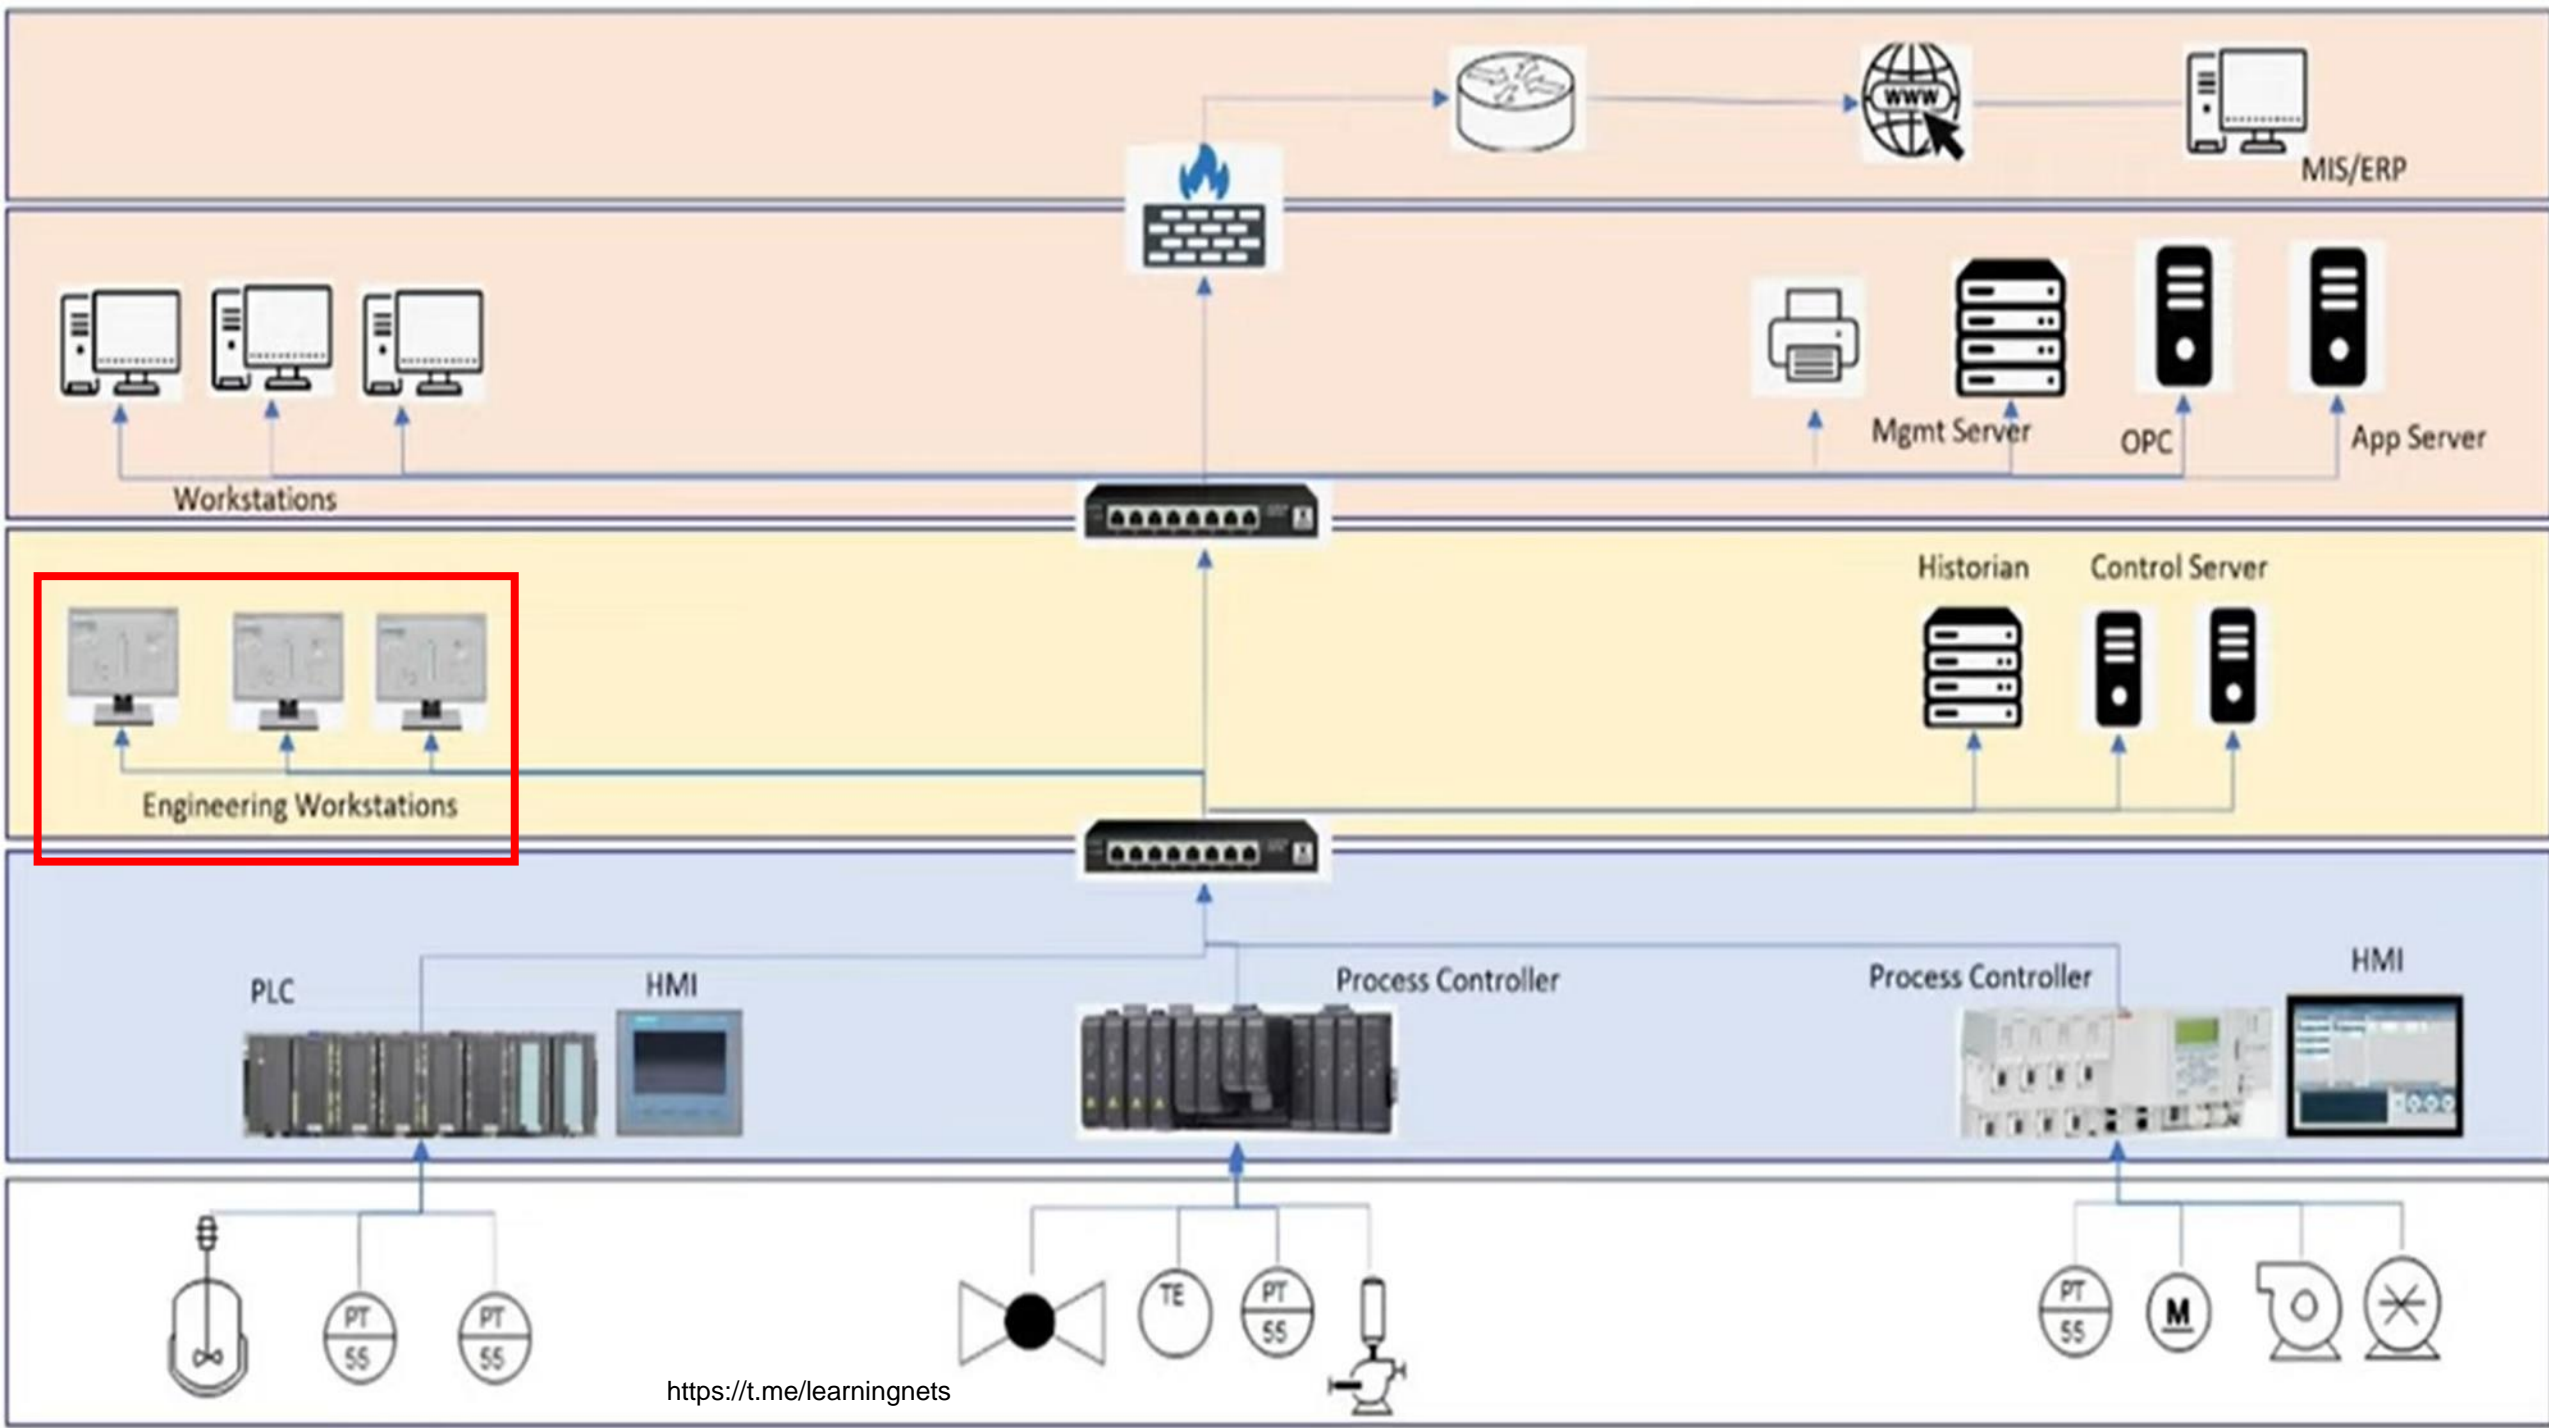 WWW
MIS/ERP
Mgmt Server
OPC
App Server
Workstations
Historian
Control Server
Engineering Workstations
PLC
HMI
Process Controller
Process Controller
HMI
PT
55
PT
55
TE
PT
55
PT
55
M
https://t.me/learningnets